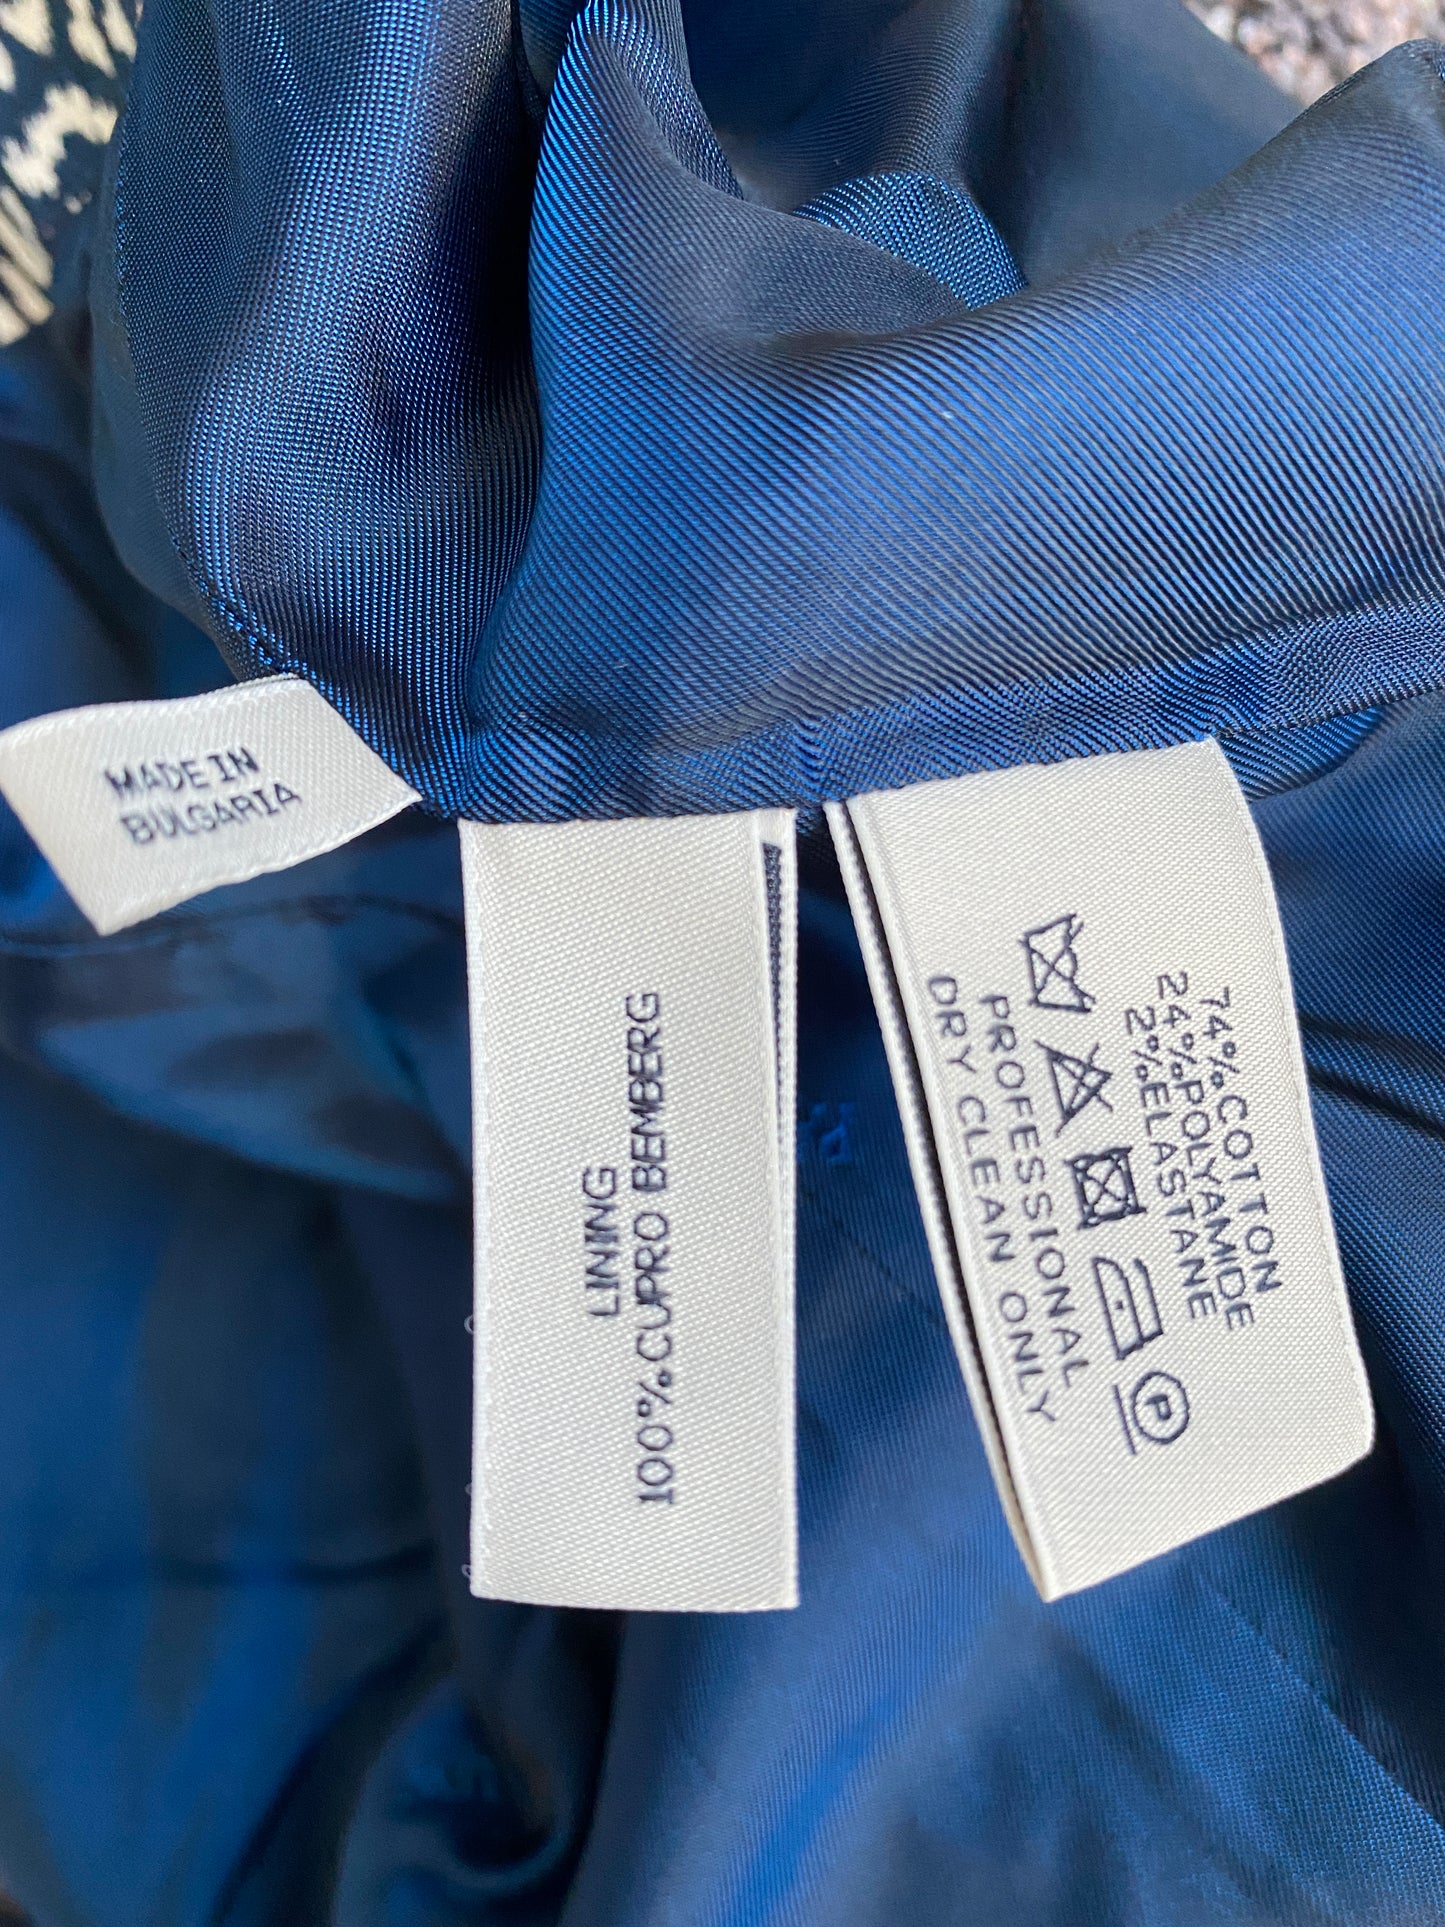 MADE IN
BULGARIA
LINING
100%CUPRO BEMBERG
74%COTTON
24%POLYAMIDE
2%ELASTANE
P
PROFESSIONAL
DRY CLEAN ONLY